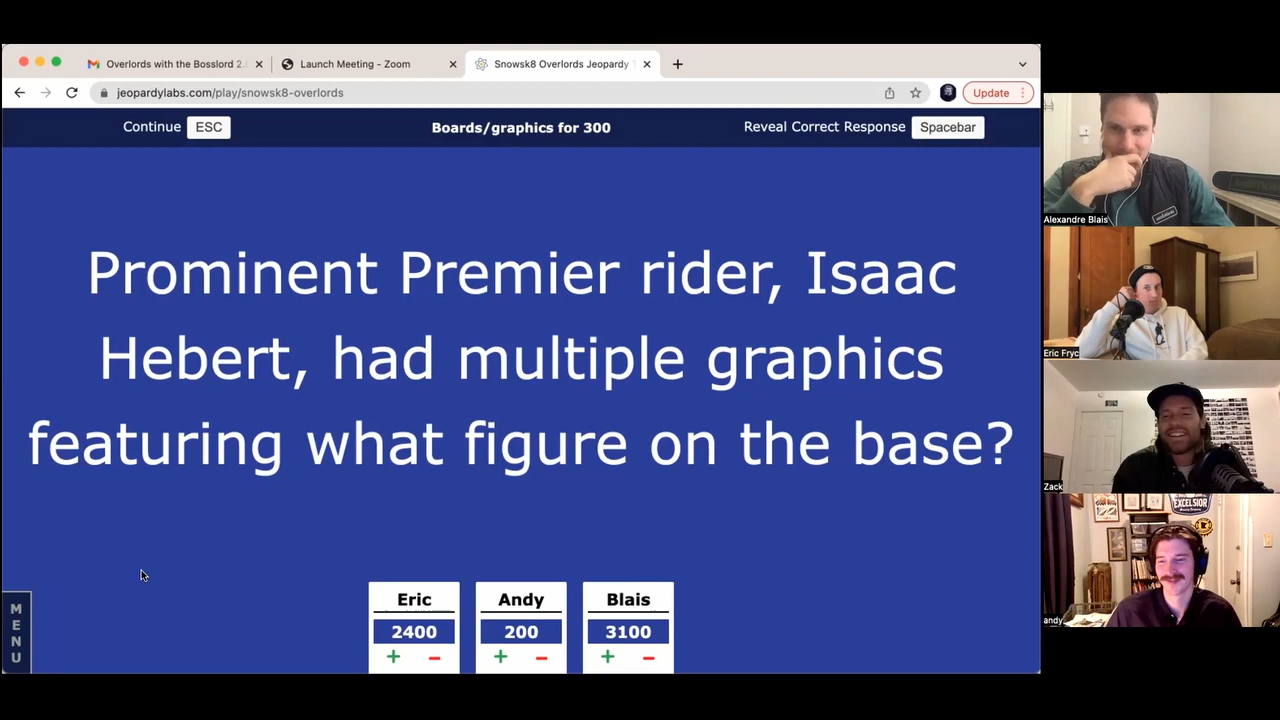 Overlords with the Bosslord 2.
Launch Meeting - Zoom
Snowsk8 Overlords Jeopardy
jeopardylabs.com/play/snowsk8-overlords
Update
Continue ESC
Boards/graphics for 300
Reveal Correct Response Spacebar
Prominent Premier rider, Isaac
Hebert, had multiple graphics
featuring what figure on the base?
MENU
Eric
2400
+ −
Andy
200
+ −
Blais
3100
+ −
Alexandre Blais
Eric Fryc
Zack
EXCELSIOR
andy